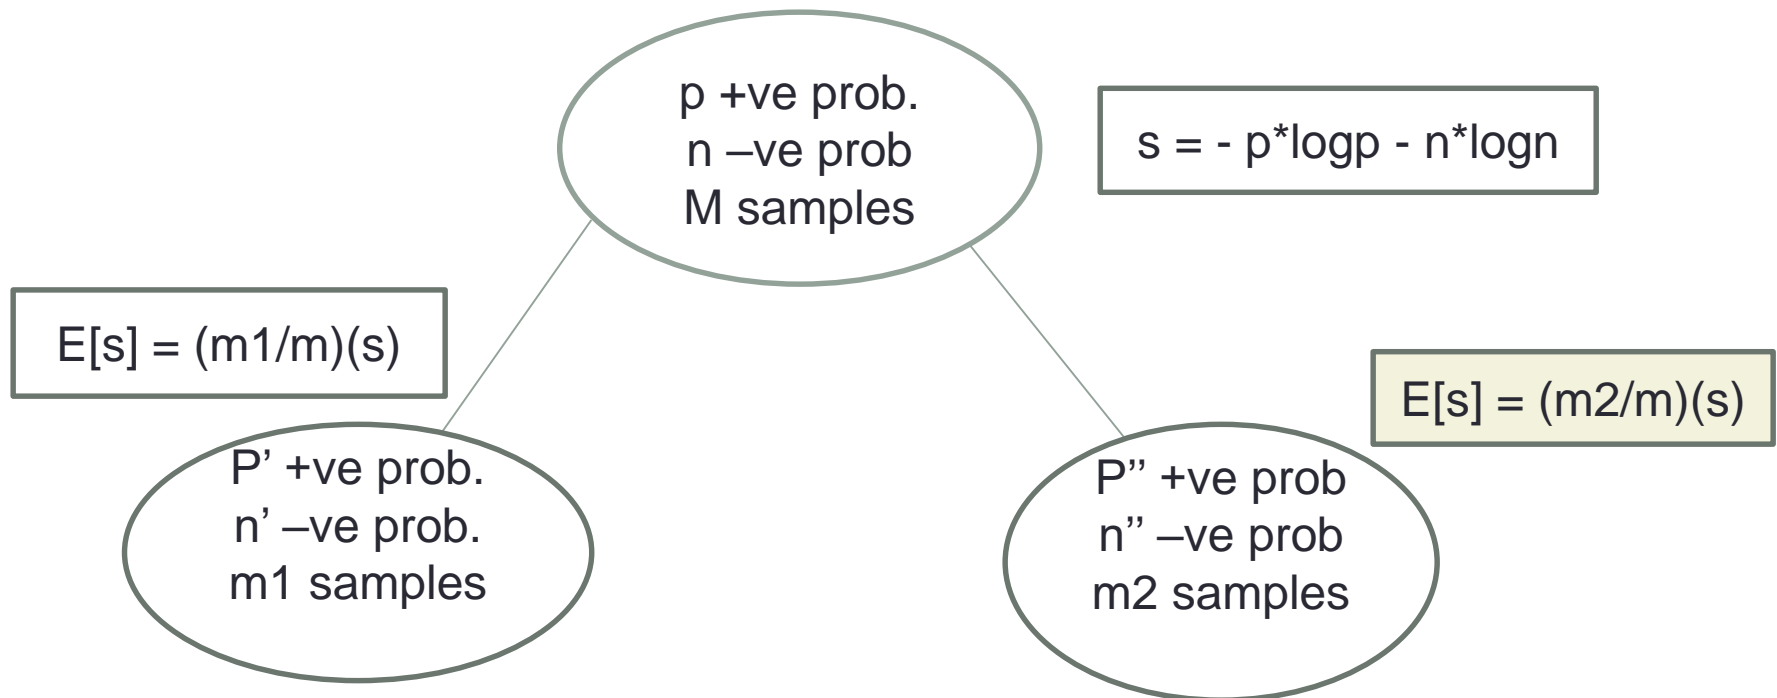 p +ve prob.
n –ve prob
M samples
s = - p*logp - n*logn
E[s] = (m1/m)(s)
E[s] = (m2/m)(s)
P’ +ve prob.
n’ –ve prob.
m1 samples
P’’ +ve prob
n’’ –ve prob
m2 samples